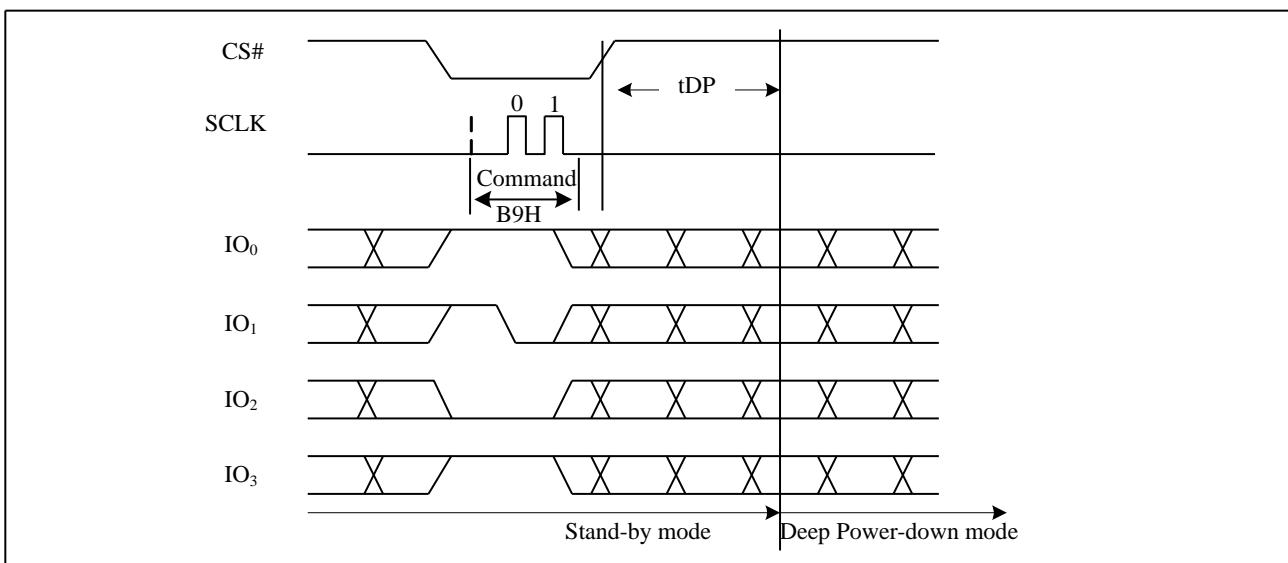 CS#
tDP
0 1
SCLK
Command
B9H
IO0
IO1
IO2
IO3
Stand-by mode
Deep Power-down mode